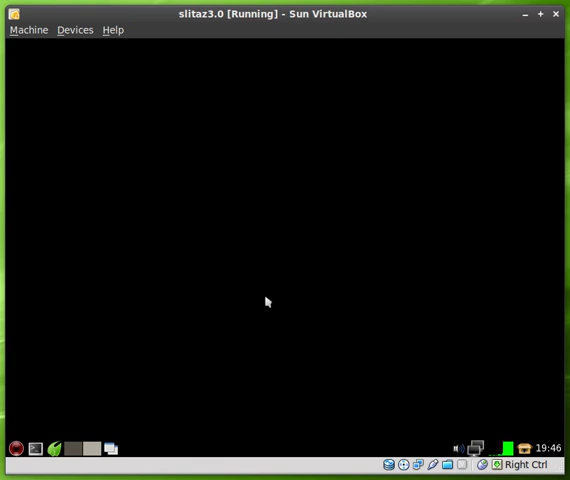 slitaz3.0 [Running] - Sun VirtualBox
Machine Devices Help
19:46
Right Ctrl